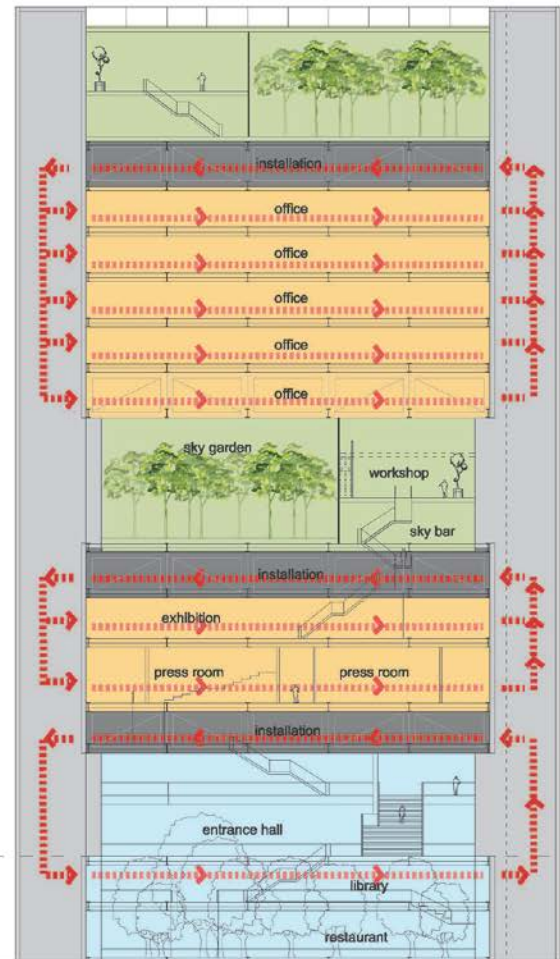 installation
office
office
office
office
office
sky garden
workshop
sky bar
installation
exhibition
press room press room
installation
entrance hall
library
restaurant